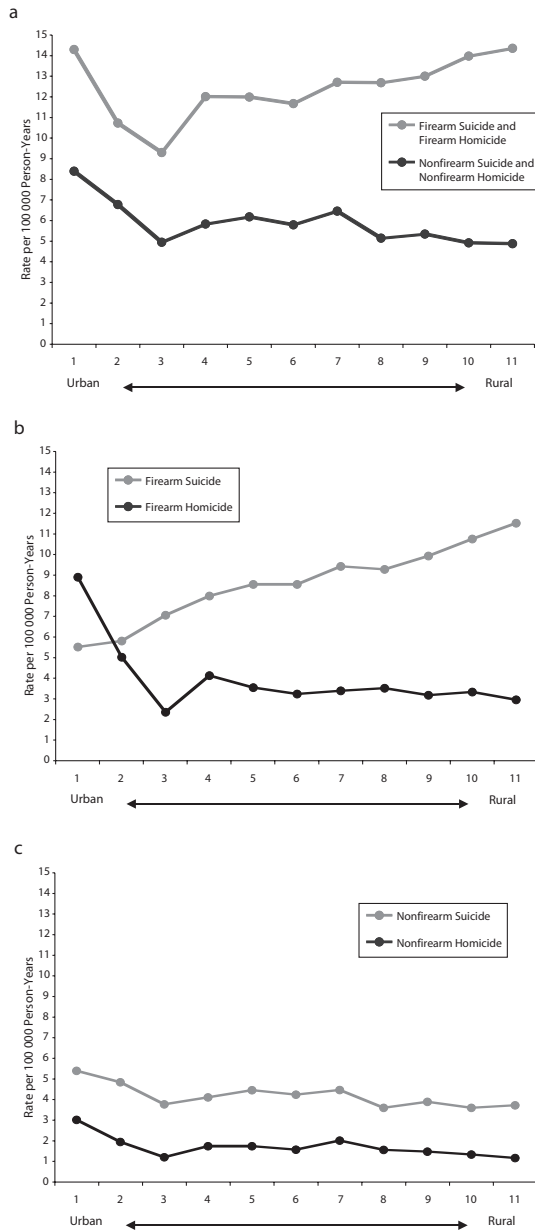 a
15
14
13
12
11
10
9
8
7
6
5
4
3
2
1
0
Rate per 100 000 Person-Years
Firearm Suicide and
Firearm Homicide
Nonfirearm Suicide and
Nonfirearm Homicide
1 2 3 4 5 6 7 8 9 10 11
Urban Rural
b
15
14
13
12
11
10
9
8
7
6
5
4
3
2
1
0
Rate per 100 000 Person-Years
Firearm Suicide
Firearm Homicide
1 2 3 4 5 6 7 8 9 10 11
Urban Rural
c
15
14
13
12
11
10
9
8
7
6
5
4
3
2
1
0
Rate per 100 000 Person-Years
Nonfirearm Suicide
Nonfirearm Homicide
1 2 3 4 5 6 7 8 9 10 11
Urban Rural